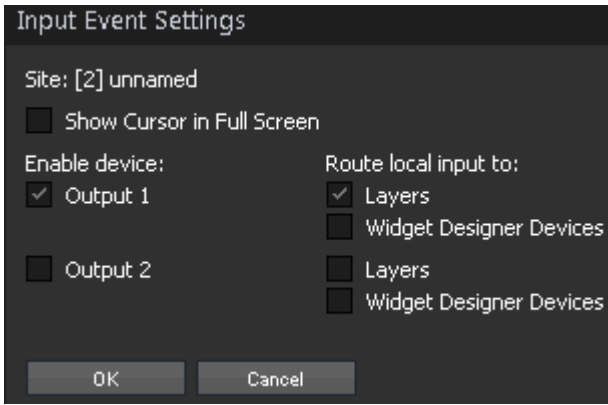 Input Event Settings
Site: [2] unnamed
Show Cursor in Full Screen
Enable device: Route local input to:
Output 1 Layers
Widget Designer Devices
Output 2 Layers
Widget Designer Devices
OK Cancel